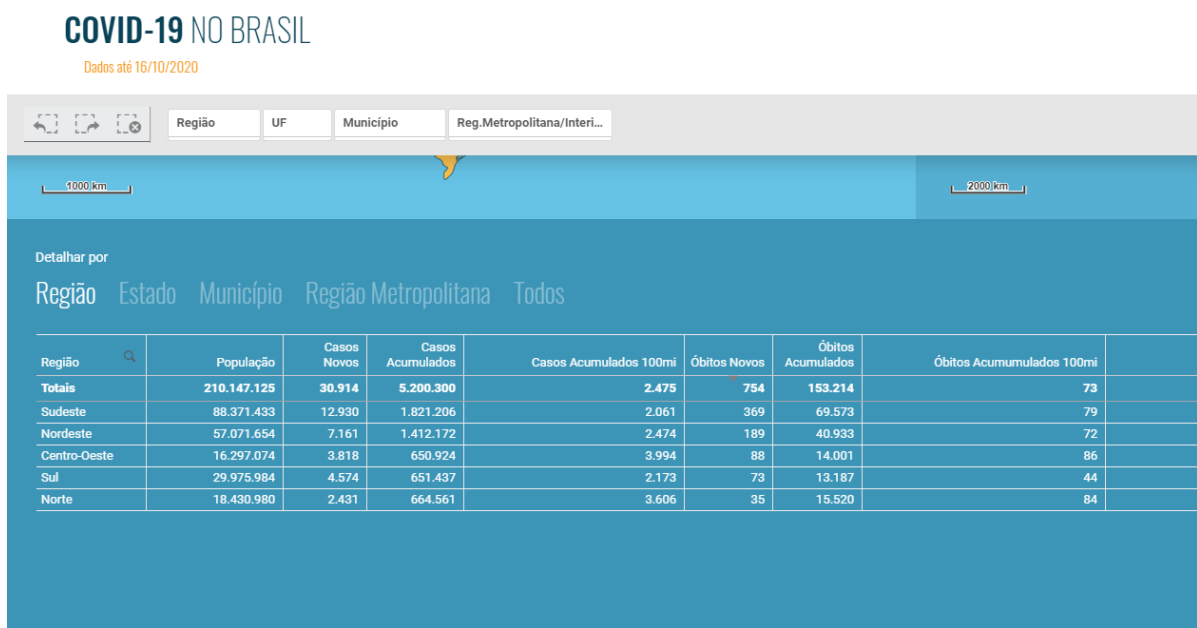 COVID-19 NO BRASIL
Dados até 16/10/2020
Região UF Município Reg.Metropolitana/Interi...
1000 km 2000 km
Detalhar por
Região Estado Município Região Metropolitana Todos
Casos Casos Óbitos
Região População Novos Acumulados Casos Acumulados 100mi Óbitos Novos Acumulados Óbitos Acumumulados 100mi
Totais 210.147.125 30.914 5.200.300 2.475 754 153.214 73
Sudeste 88.371.433 12.930 1.821.206 2.061 369 69.573 79
Nordeste 57.071.654 7.161 1.412.172 2.474 189 40.933 72
Centro-Oeste 16.297.074 3.818 650.924 3.994 88 14.001 86
Sul 29.975.984 4.574 651.437 2.173 73 13.187 44
Norte 18.430.980 2.431 664.561 3.606 35 15.520 84